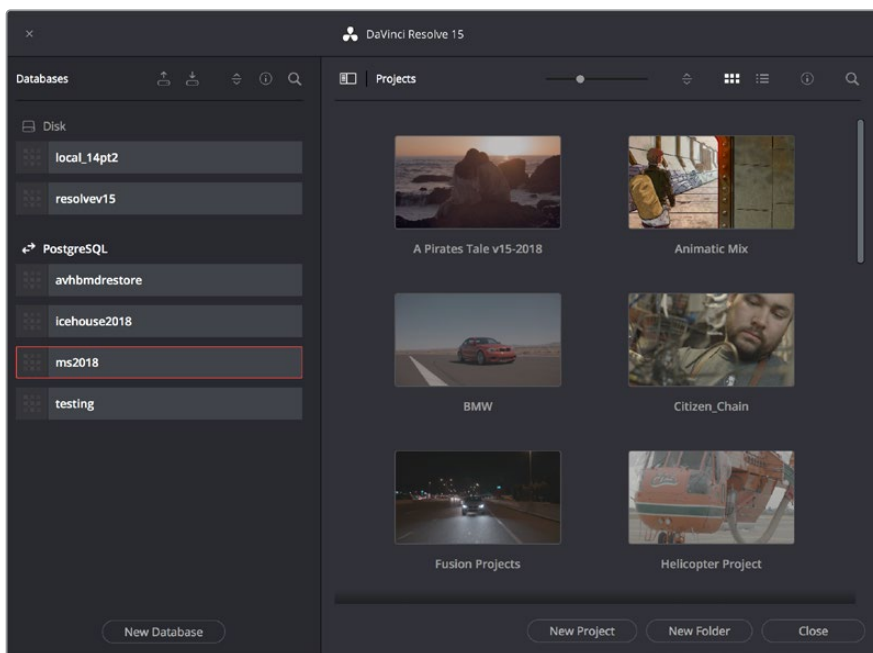 DaVinci Resolve 15
Databases
Projects
Disk
local_14pt2
resolvev15
PostgreSQL
avhbmdrestore
icehouse2018
ms2018
testing
New Database
A Pirates Tale v15-2018
Animatic Mix
BMW
Citizen_Chain
Fusion Projects
Helicopter Project
New Project
New Folder
Close